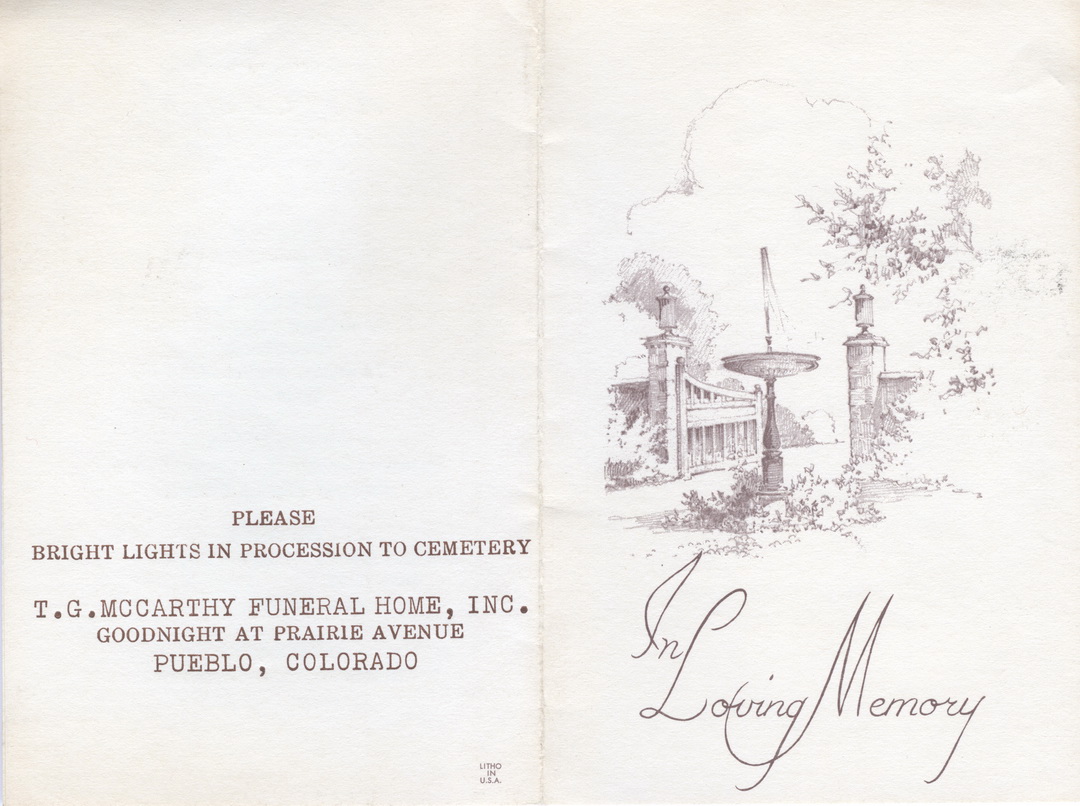 PLEASE
BRIGHT LIGHTS IN PROCESSION TO CEMETERY
T.G.MCCARTHY FUNERAL HOME, INC.
GOODNIGHT AT PRAIRIE AVENUE
PUEBLO, COLORADO
LITHO
IN
U.S.A.
In
Loving Memory